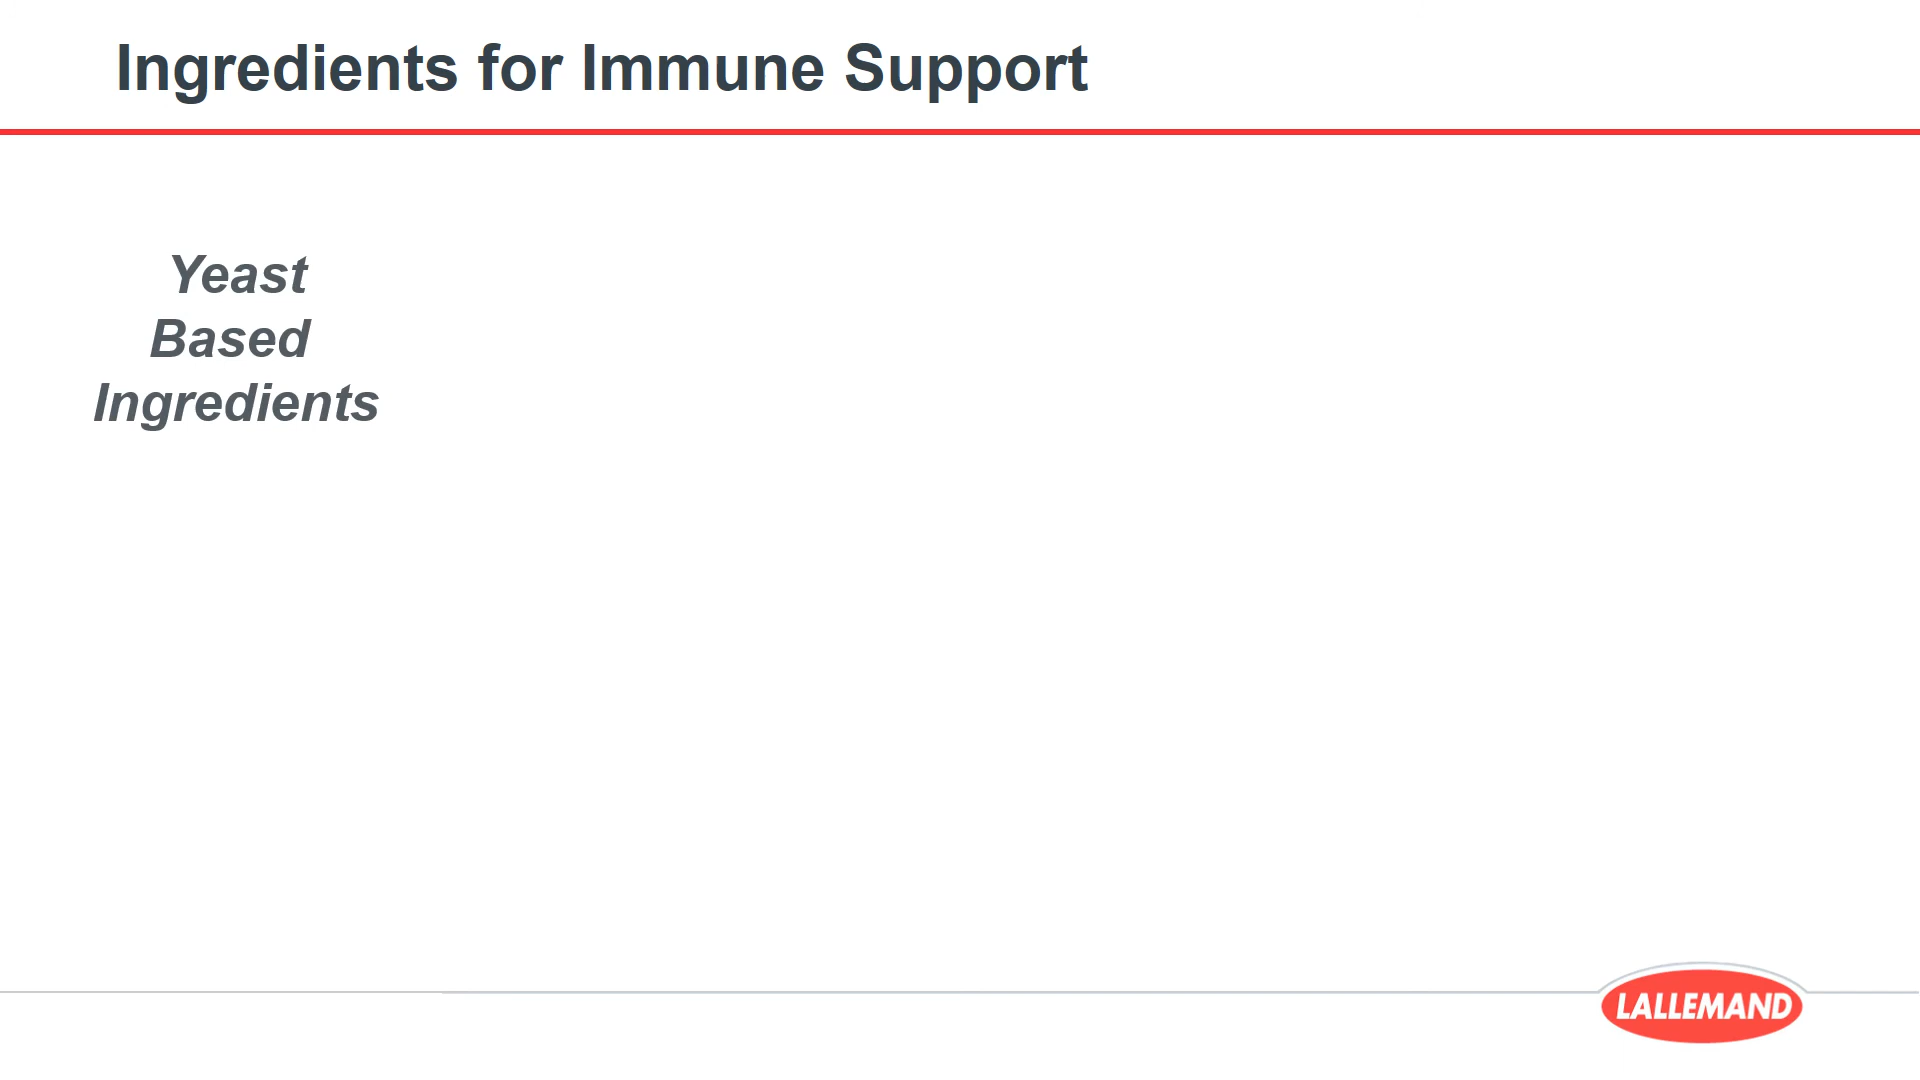 Ingredients for Immune Support
Yeast
Based
Ingredients
LALLEMAND